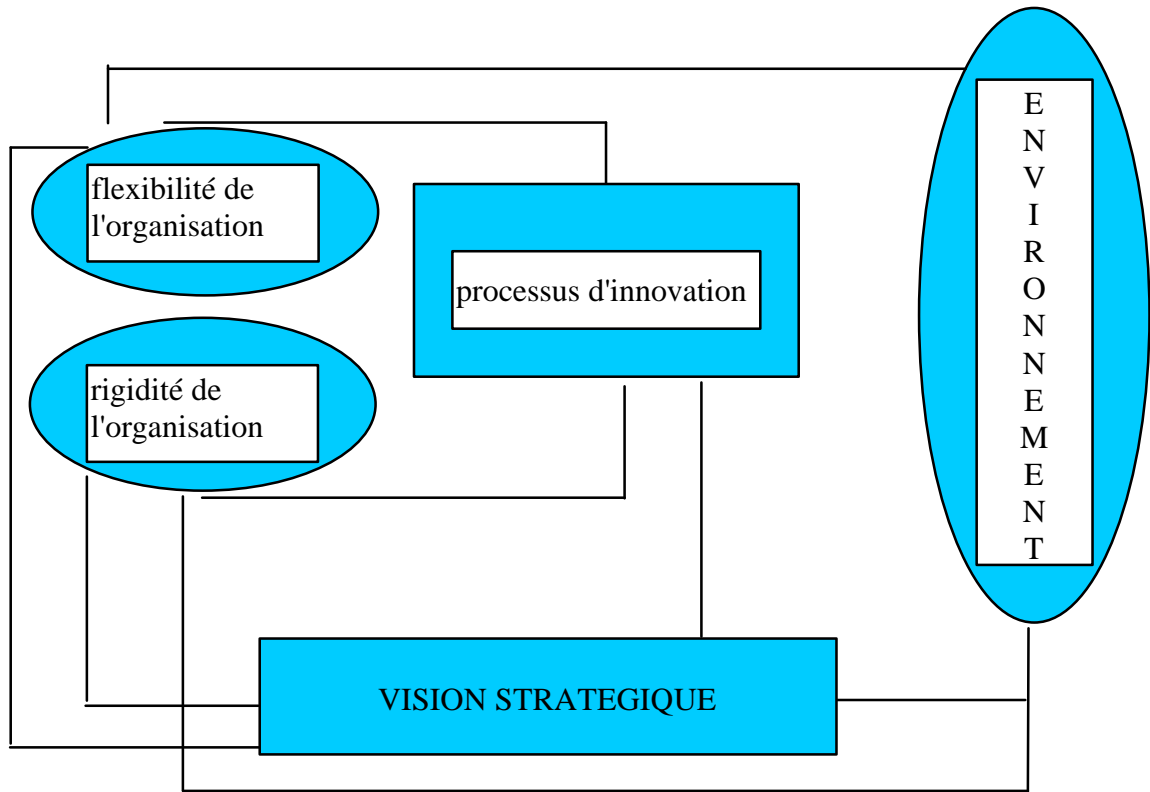 flexibilité de
l'organisation
processus d'innovation
rigidité de
l'organisation
VISION STRATEGIQUE
E
N
V
I
R
O
N
N
E
M
E
N
T